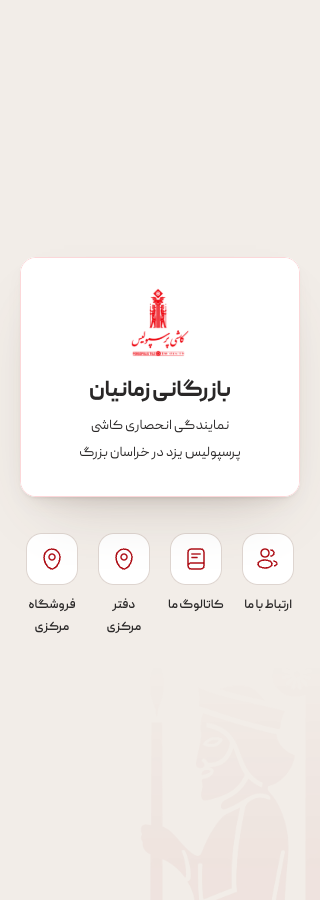 کاشی پرسپولیس
بازرگانی زمانیان
نمایندگی انحصاری کاشی
پرسپولیس یزد در خراسان بزرگ
ارتباط با ما
کاتالوگ ما
دفتر
مرکزی
فروشگاه
مرکزی